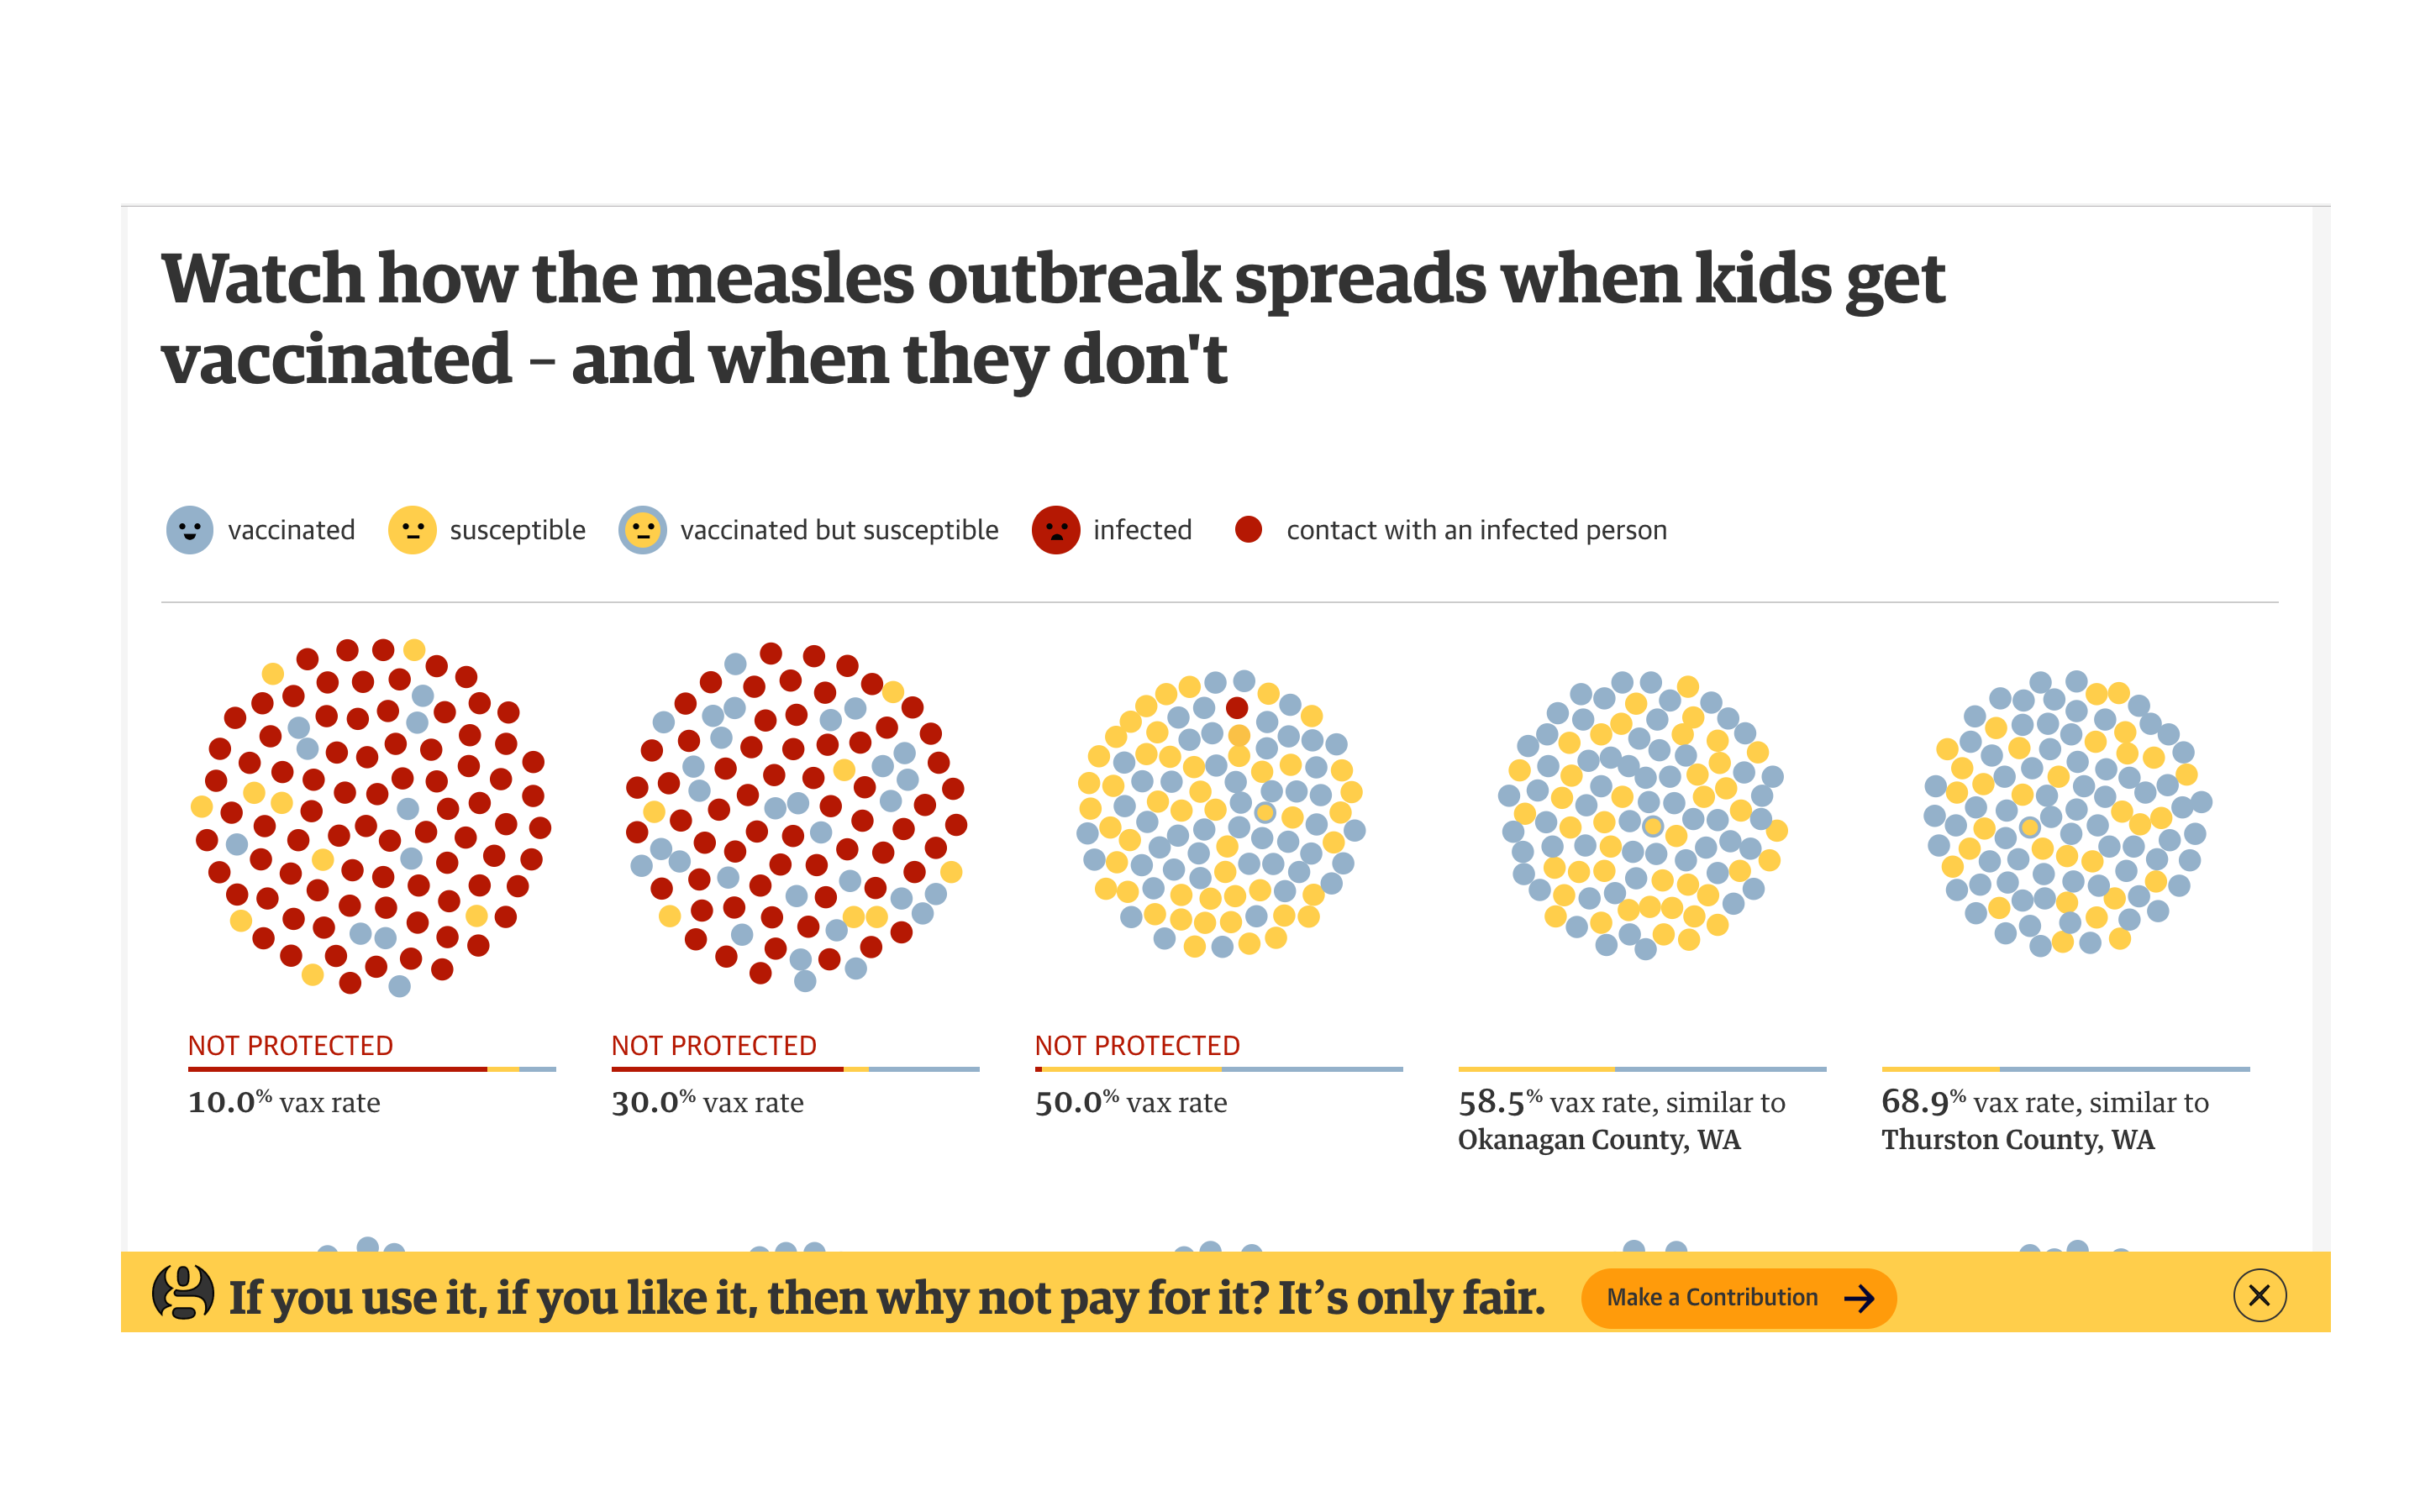 Watch how the measles outbreak spreads when kids get
vaccinated – and when they don't
vaccinated susceptible vaccinated but susceptible infected contact with an infected person
NOT PROTECTED NOT PROTECTED NOT PROTECTED
10.0% vax rate 30.0% vax rate 50.0% vax rate 58.5% vax rate, similar to 68.9% vax rate, similar to
Okanagan County, WA Thurston County, WA
If you use it, if you like it, then why not pay for it? It's only fair. Make a Contribution